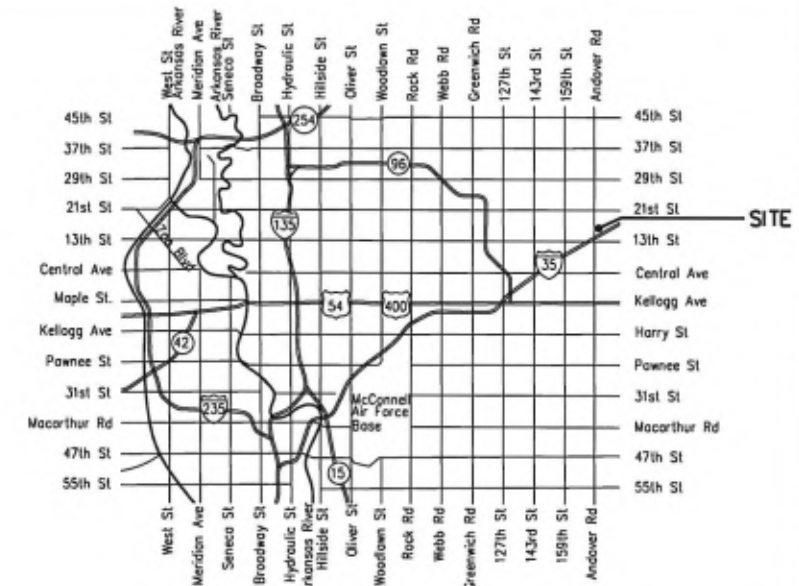 West St
Arkansas River
Meridian Ave
Arkansas River
Seneca St
Broadway St
Hydraulic St
Hillside St
Oliver St
Woodlawn St
Rock Rd
Webb Rd
Greenwich Rd
127th St
143rd St
159th St
Andover Rd
45th St
254
45th St
37th St
37th St
96
29th St
29th St
21st St
21st St
SITE
135
13th St
13th St
Zoo Blvd
35
Central Ave
Central Ave
Maple St.
54
400
Kellogg Ave
Kellogg Ave
Harry St
42
Pawnee St
Pawnee St
31st St
31st St
235
McConnell
Air Force
Base
Macarthur Rd
Macarthur Rd
47th St
47th St
15
55th St
55th St
West St
Meridian Ave
Seneca St
Broadway St
Hydraulic St
Arkansas River
Hillside St
Oliver St
Woodlawn St
Rock Rd
Webb Rd
Greenwich Rd
127th St
143rd St
159th St
Andover Rd